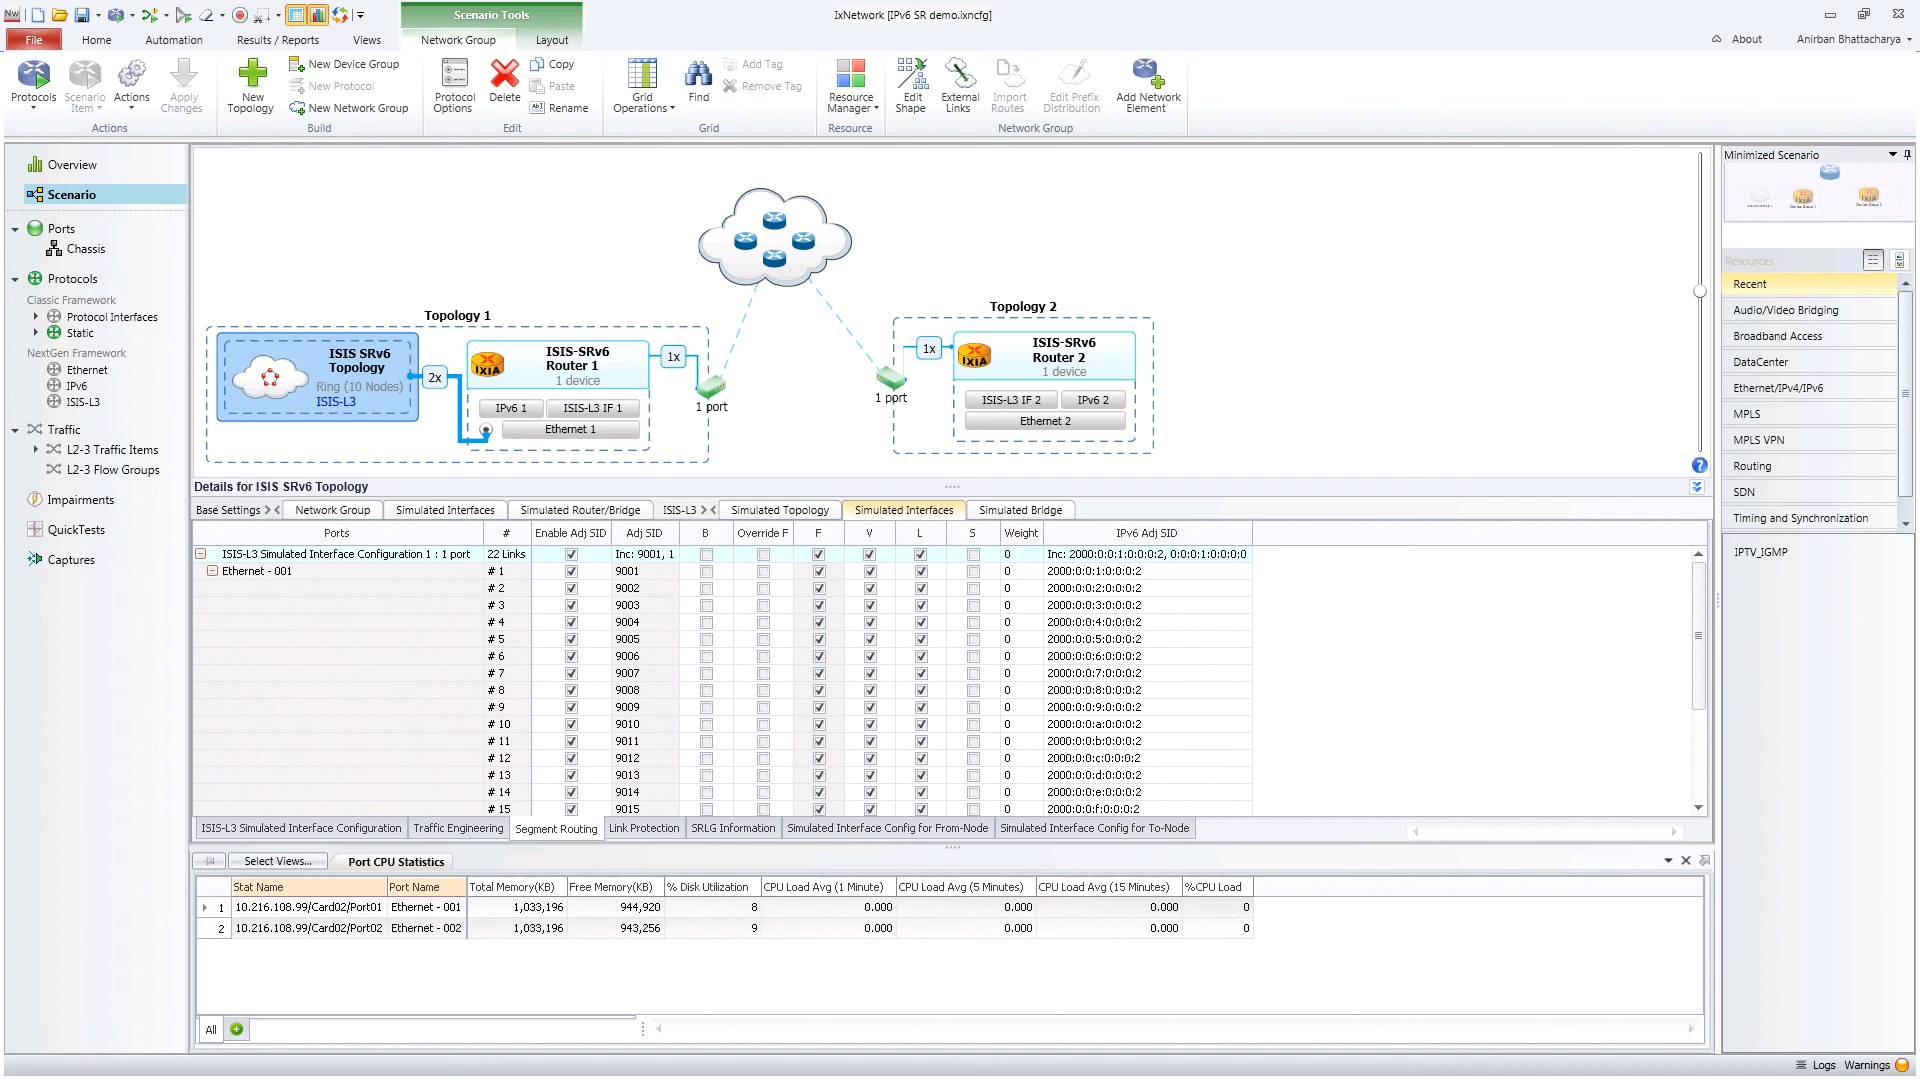 Scenario Tools
IxNetwork [IPv6 SR demo.ixncfg]
File Home Automation Results / Reports Views Network Group Layout About Anirban Bhattacharya
Protocols Scenario Item Actions Apply Changes
Actions
New Topology New Device Group
New Protocol
New Network Group
Build
Protocol Options Delete Copy
Paste
Rename
Edit
Grid Operations Find Add Tag
Remove Tag
Grid
Resource Manager
Resource
Edit Shape External Links Import Routes Edit Prefix Distribution Add Network Element
Network Group
Overview
Scenario
Ports
Chassis
Protocols
Classic Framework
Protocol Interfaces
Static
NextGen Framework
Ethernet
IPv6
ISIS-L3
Traffic
L2-3 Traffic Items
L2-3 Flow Groups
Impairments
QuickTests
Captures
Topology 1
ISIS SRv6
Topology
Ring (10 Nodes)
ISIS-L3
2x
IXIA
ISIS-SRv6
Router 1
1 device
IPv6 1 ISIS-L3 IF 1
Ethernet 1
1x
1 port
Topology 2
1 port
1x
IXIA
ISIS-SRv6
Router 2
1 device
ISIS-L3 IF 2 IPv6 2
Ethernet 2
Details for ISIS SRv6 Topology
Base Settings Network Group Simulated Interfaces Simulated Router/Bridge ISIS-L3 Simulated Topology Simulated Interfaces Simulated Bridge
Ports # Enable Adj SID Adj SID B Override F F V L S Weight IPv6 Adj SID
ISIS-L3 Simulated Interface Configuration 1 : 1 port 22 Links Inc: 9001, 1 0 Inc: 2000:0:0:1:0:0:0:2, 0:0:0:1:0:0:0:0
Ethernet - 001 # 1 9001 0 2000:0:0:1:0:0:0:2
# 2 9002 0 2000:0:0:2:0:0:0:2
# 3 9003 0 2000:0:0:3:0:0:0:2
# 4 9004 0 2000:0:0:4:0:0:0:2
# 5 9005 0 2000:0:0:5:0:0:0:2
# 6 9006 0 2000:0:0:6:0:0:0:2
# 7 9007 0 2000:0:0:7:0:0:0:2
# 8 9008 0 2000:0:0:8:0:0:0:2
# 9 9009 0 2000:0:0:9:0:0:0:2
# 10 9010 0 2000:0:0:a:0:0:0:2
# 11 9011 0 2000:0:0:b:0:0:0:2
# 12 9012 0 2000:0:0:c:0:0:0:2
# 13 9013 0 2000:0:0:d:0:0:0:2
# 14 9014 0 2000:0:0:e:0:0:0:2
# 15 9015 0 2000:0:0:f:0:0:0:2
ISIS-L3 Simulated Interface Configuration Traffic Engineering Segment Routing Link Protection SRLG Information Simulated Interface Config for From-Node Simulated Interface Config for To-Node
Select Views... Port CPU Statistics
Stat Name Port Name Total Memory(KB) Free Memory(KB) % Disk Utilization CPU Load Avg (1 Minute) CPU Load Avg (5 Minutes) CPU Load Avg (15 Minutes) %CPU Load
1 10.216.108.99/Card02/Port01 Ethernet - 001 1,033,196 944,920 8 0.000 0.000 0.000 0
2 10.216.108.99/Card02/Port02 Ethernet - 002 1,033,196 943,256 9 0.000 0.000 0.000 0
All
Minimized Scenario
Resources
Recent
Audio/Video Bridging
Broadband Access
DataCenter
Ethernet/IPv4/IPv6
MPLS
MPLS VPN
Routing
SDN
Timing and Synchronization
IPTV_IGMP
Logs Warnings